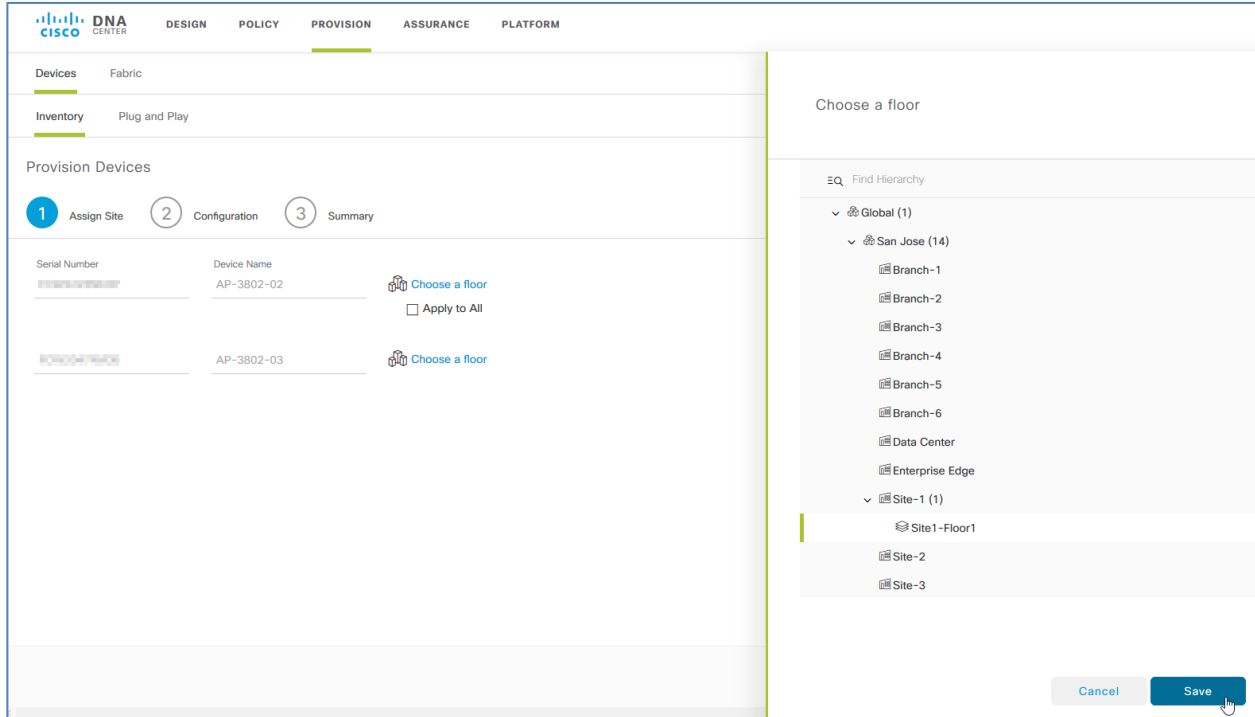 CISCO DNA CENTER DESIGN POLICY PROVISION ASSURANCE PLATFORM
Devices Fabric
Inventory Plug and Play
Provision Devices
1 Assign Site 2 Configuration 3 Summary
Serial Number Device Name
AP-3802-02 Choose a floor
Apply to All
AP-3802-03 Choose a floor
Choose a floor
Find Hierarchy
Global (1)
San Jose (14)
Branch-1
Branch-2
Branch-3
Branch-4
Branch-5
Branch-6
Data Center
Enterprise Edge
Site-1 (1)
Site1-Floor1
Site-2
Site-3
Cancel Save